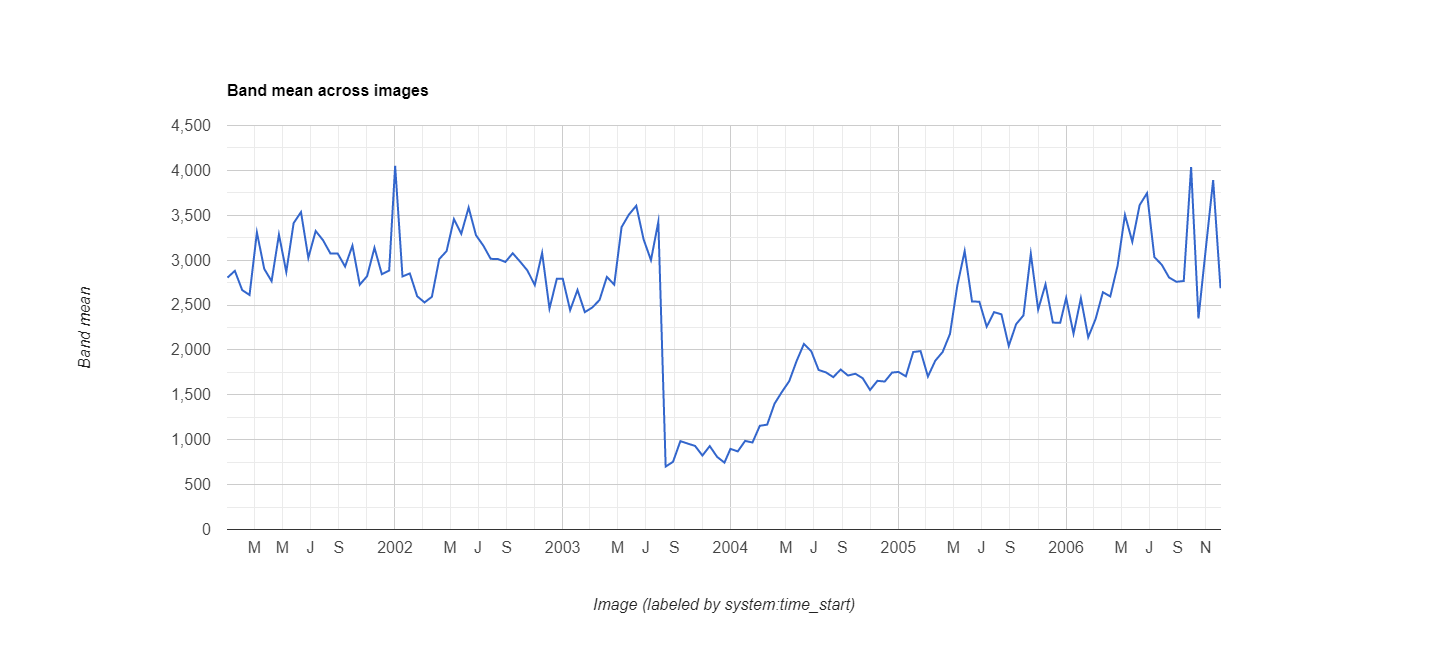 Band mean across images
4,500
4,000
3,500
3,000
2,500
2,000
1,500
1,000
500
0
Band mean
M M J S 2002 M J S 2003 M J S 2004 M J S 2005 M J S 2006 M J S N
Image (labeled by system:time_start)